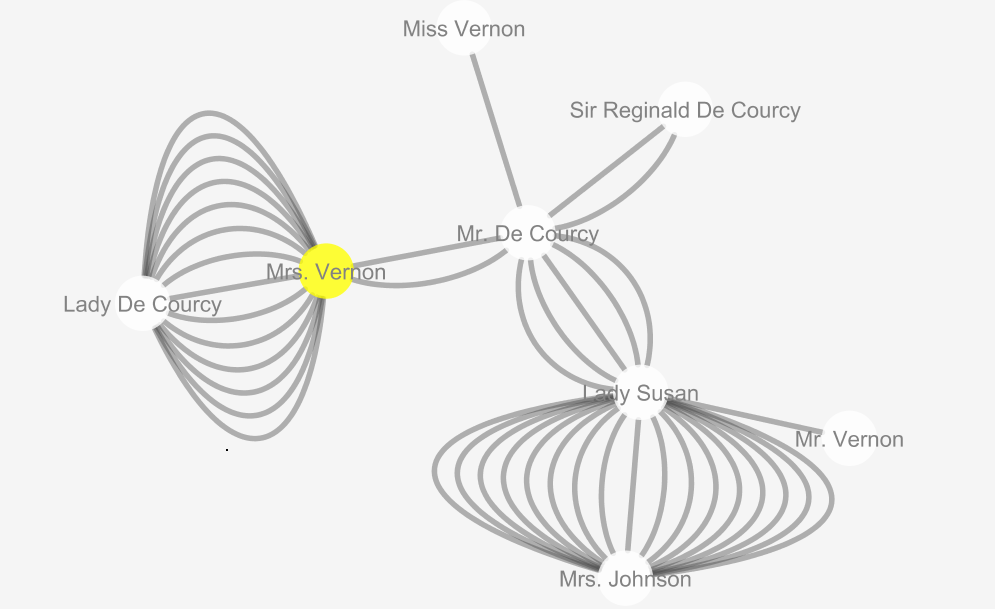 Miss Vernon
Sir Reginald De Courcy
Mr. De Courcy
Mrs. Vernon
Lady De Courcy
Lady Susan
Mr. Vernon
Mrs. Johnson